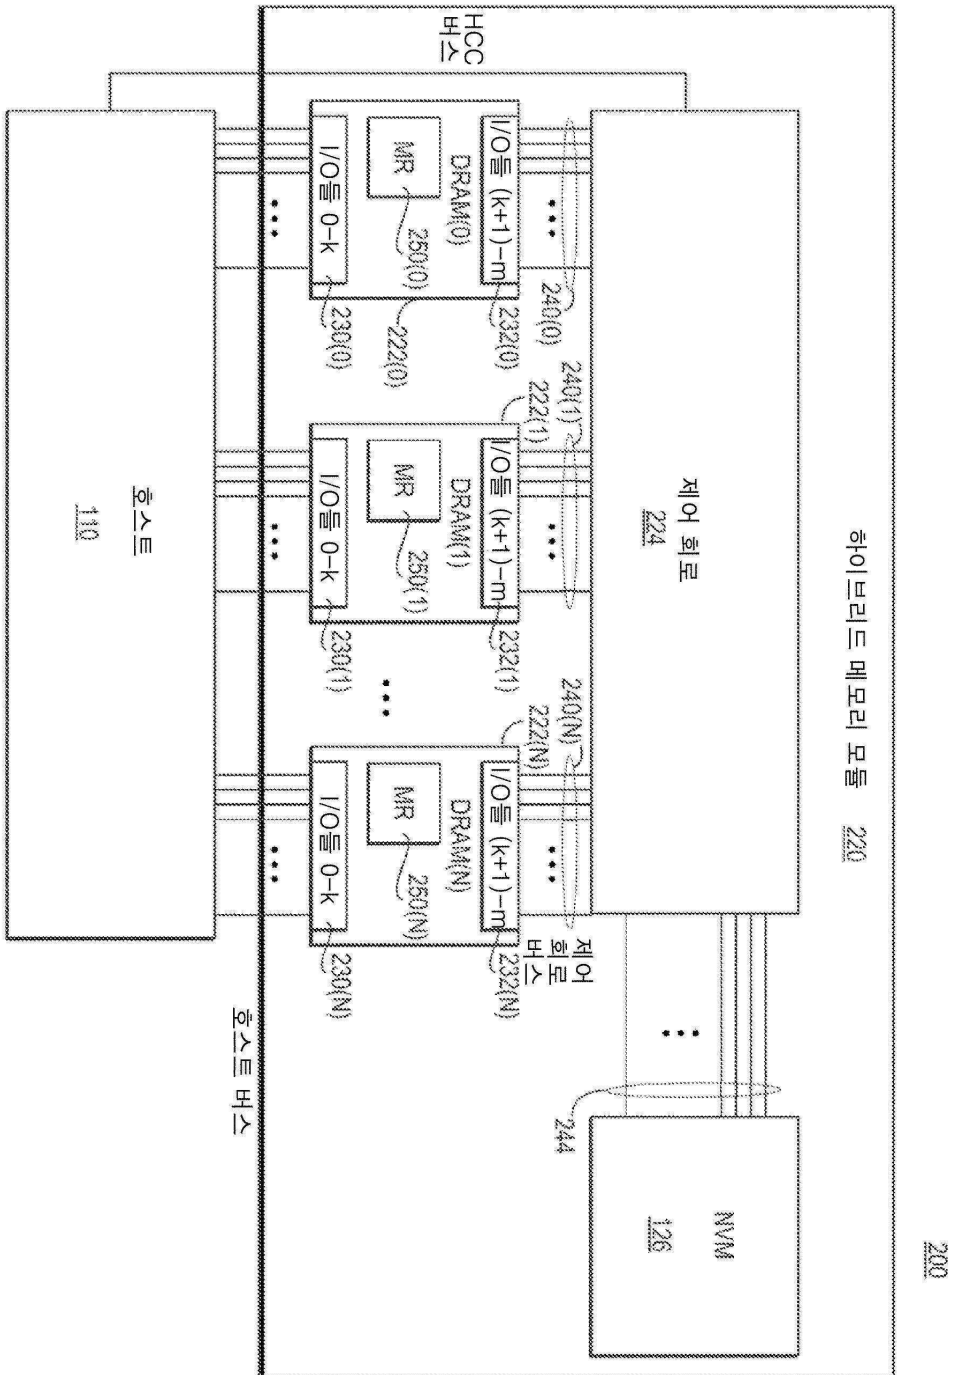 200
하이브리드 메모리 모듈 220
제어 회로
224
NVM
126
244
HCC
버스
제어
회로
버스
240(0)
240(1)
240(N)
I/O들 (k+1)-m
232(0)
I/O들 (k+1)-m
232(1)
I/O들 (k+1)-m
232(N)
DRAM(0)
222(0)
DRAM(1)
222(1)
DRAM(N)
222(N)
MR
250(0)
MR
250(1)
MR
250(N)
I/O들 0-k
230(0)
I/O들 0-k
230(1)
I/O들 0-k
230(N)
호스트 버스
호스트
110